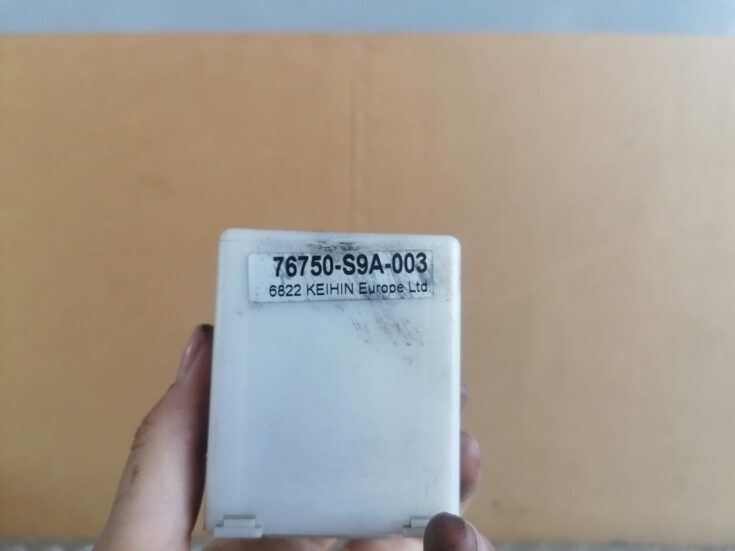 76750-S9A-003
6822 KEIHIN Europe Ltd.